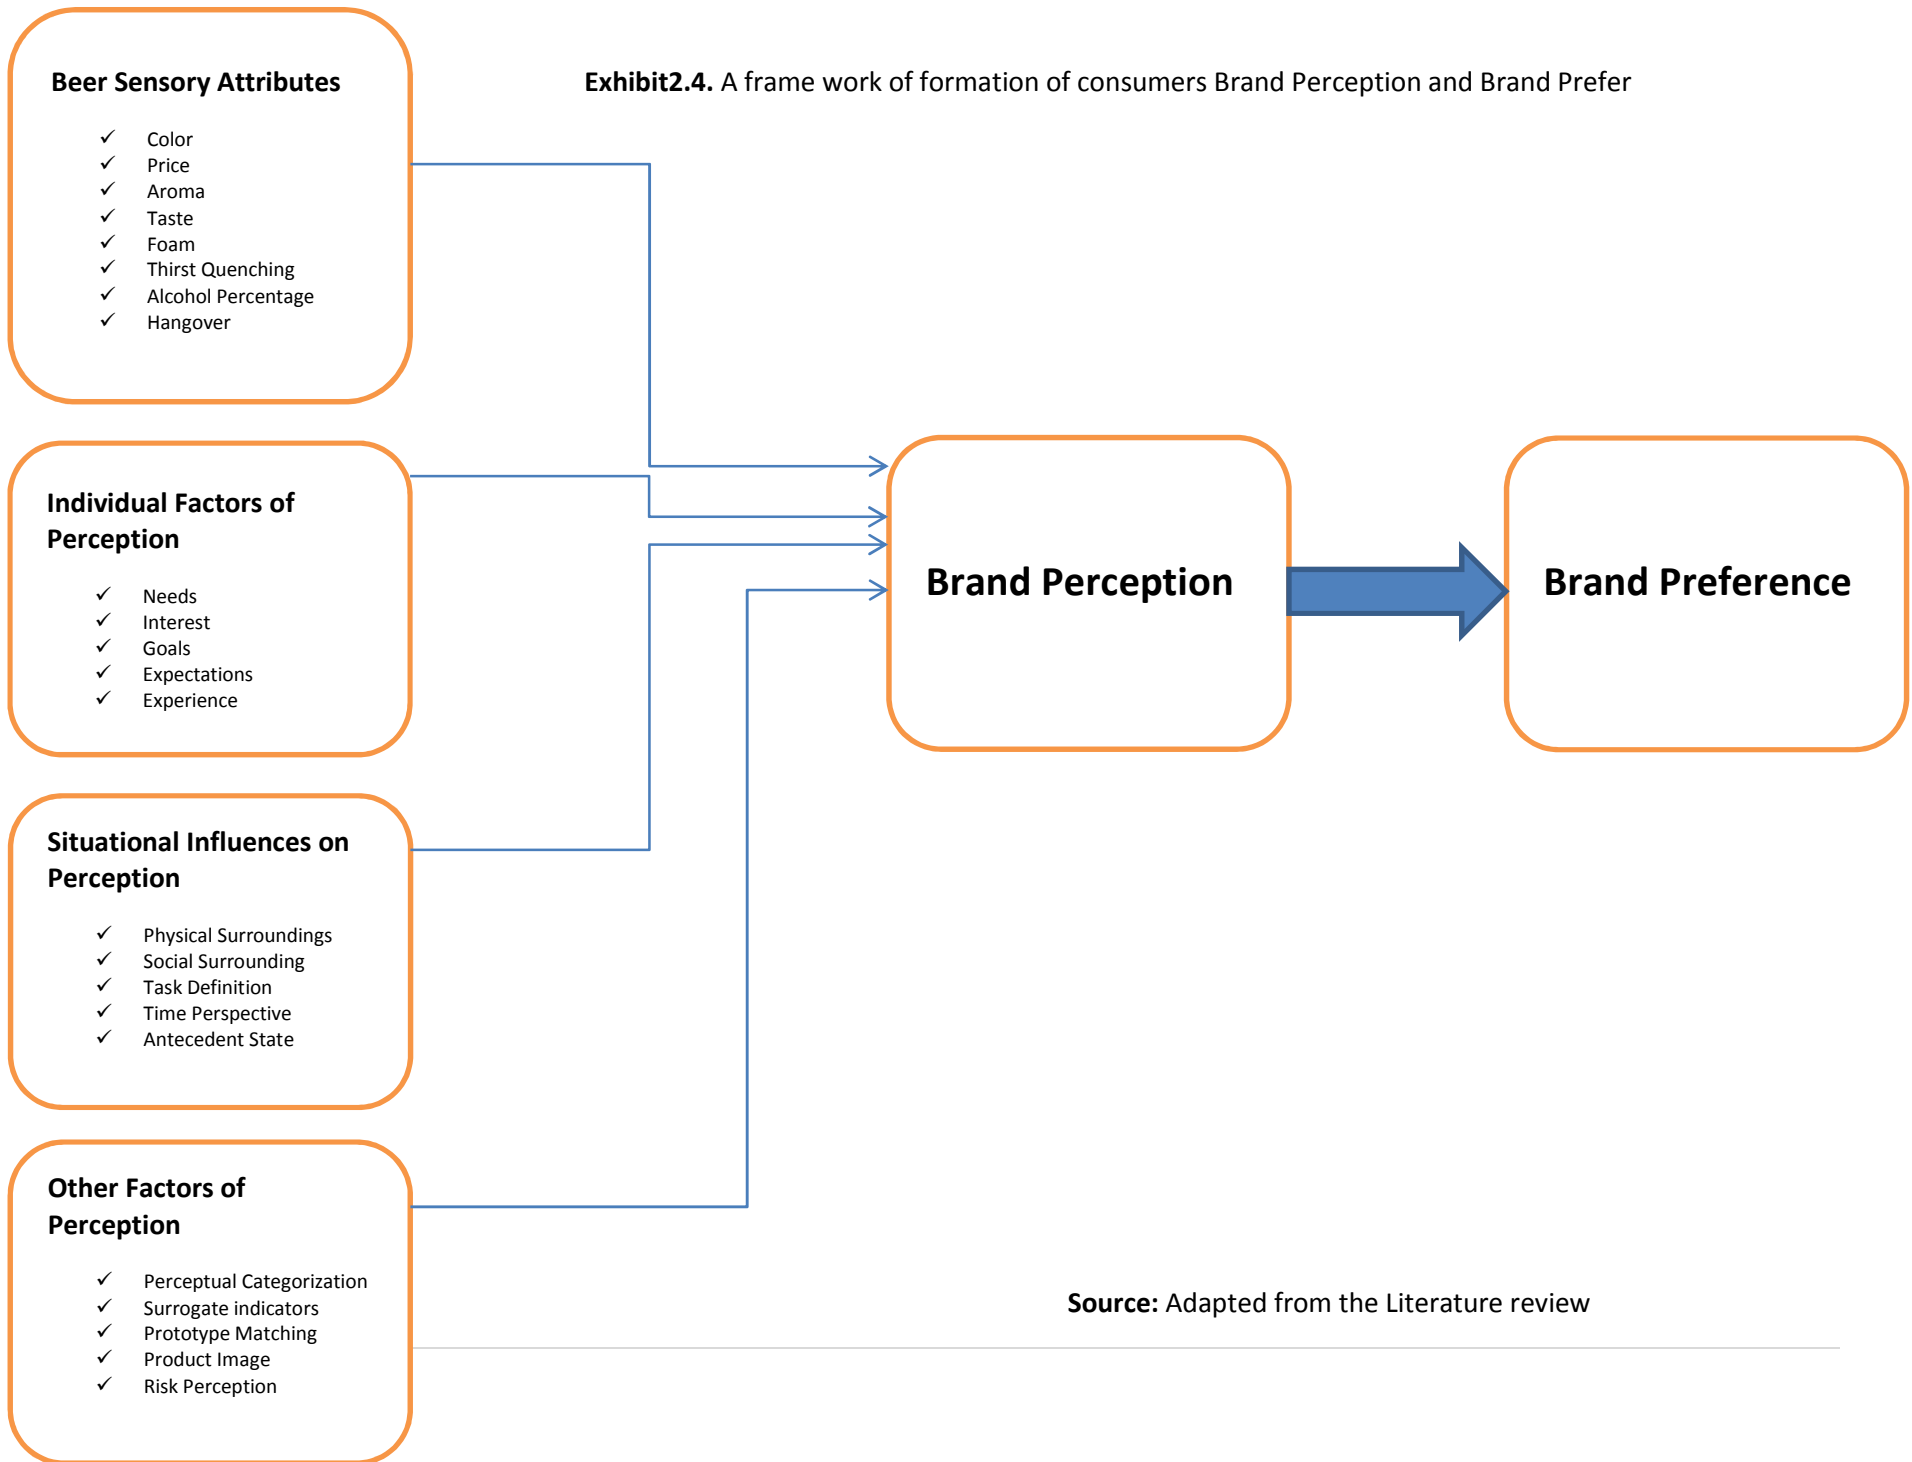 Beer Sensory Attributes
✓ Color
✓ Price
✓ Aroma
✓ Taste
✓ Foam
✓ Thirst Quenching
✓ Alcohol Percentage
✓ Hangover
Exhibit2.4. A frame work of formation of consumers Brand Perception and Brand Prefer
Individual Factors of
Perception
✓ Needs
✓ Interest
✓ Goals
✓ Expectations
✓ Experience
Situational Influences on
Perception
✓ Physical Surroundings
✓ Social Surrounding
✓ Task Definition
✓ Time Perspective
✓ Antecedent State
Other Factors of
Perception
✓ Perceptual Categorization
✓ Surrogate indicators
✓ Prototype Matching
✓ Product Image
✓ Risk Perception
Brand Perception
Brand Preference
Source: Adapted from the Literature review